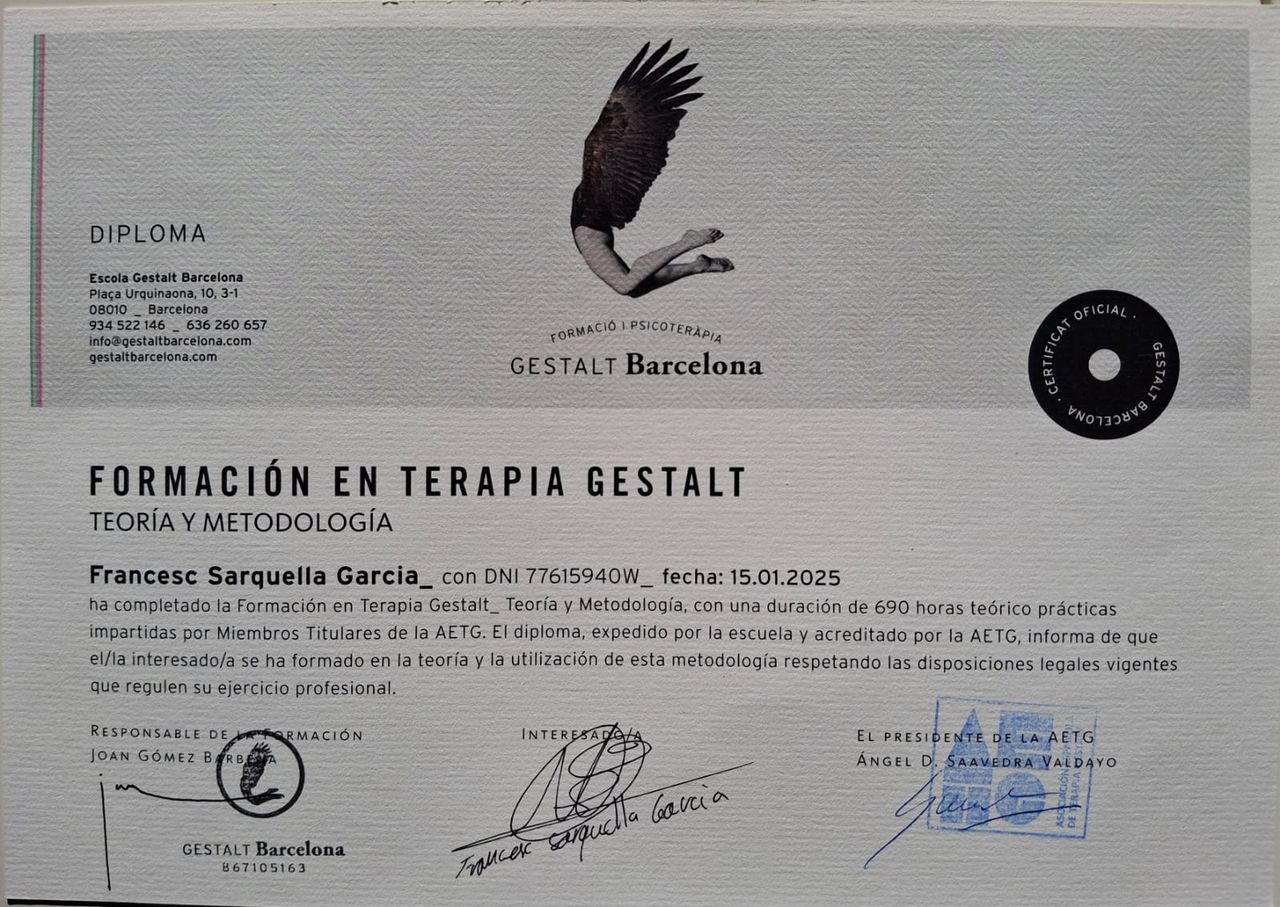 DIPLOMA
Escola Gestalt Barcelona
Plaça Urquinaona, 10, 3-1
08010 _ Barcelona
934 522 146 _ 636 260 657
info@gestaltbarcelona.com
gestaltbarcelona.com
FORMACIÓ I PSICOTERÀPIA
GESTALT Barcelona
CERTIFICAT OFICIAL · GESTALT BARCELONA ·
FORMACIÓN EN TERAPIA GESTALT
TEORÍA Y METODOLOGÍA
Francesc Sarquella Garcia_ con DNI 77615940W_ fecha: 15.01.2025
ha completado la Formación en Terapia Gestalt_ Teoría y Metodología, con una duración de 690 horas teórico prácticas
impartidas por Miembros Titulares de la AETG. El diploma, expedido por la escuela y acreditado por la AETG, informa de que
el/la interesado/a se ha formado en la teoría y la utilización de esta metodología respetando las disposiciones legales vigentes
que regulen su ejercicio profesional.
RESPONSABLE DE LA FORMACIÓN
JOAN GÓMEZ BARBENA
GESTALT Barcelona
B67105163
INTERESADO/A
Francesc Sarquella Garcia
EL PRESIDENTE DE LA AETG
ÁNGEL D. SAAVEDRA VALDAYO
DE TERAPIA GESTALT